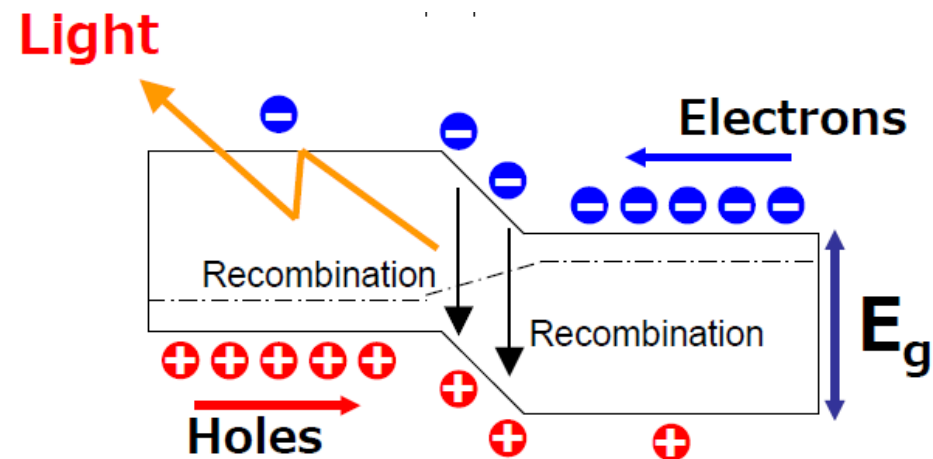 Light
Electrons
Recombination
Recombination
Eg
Holes